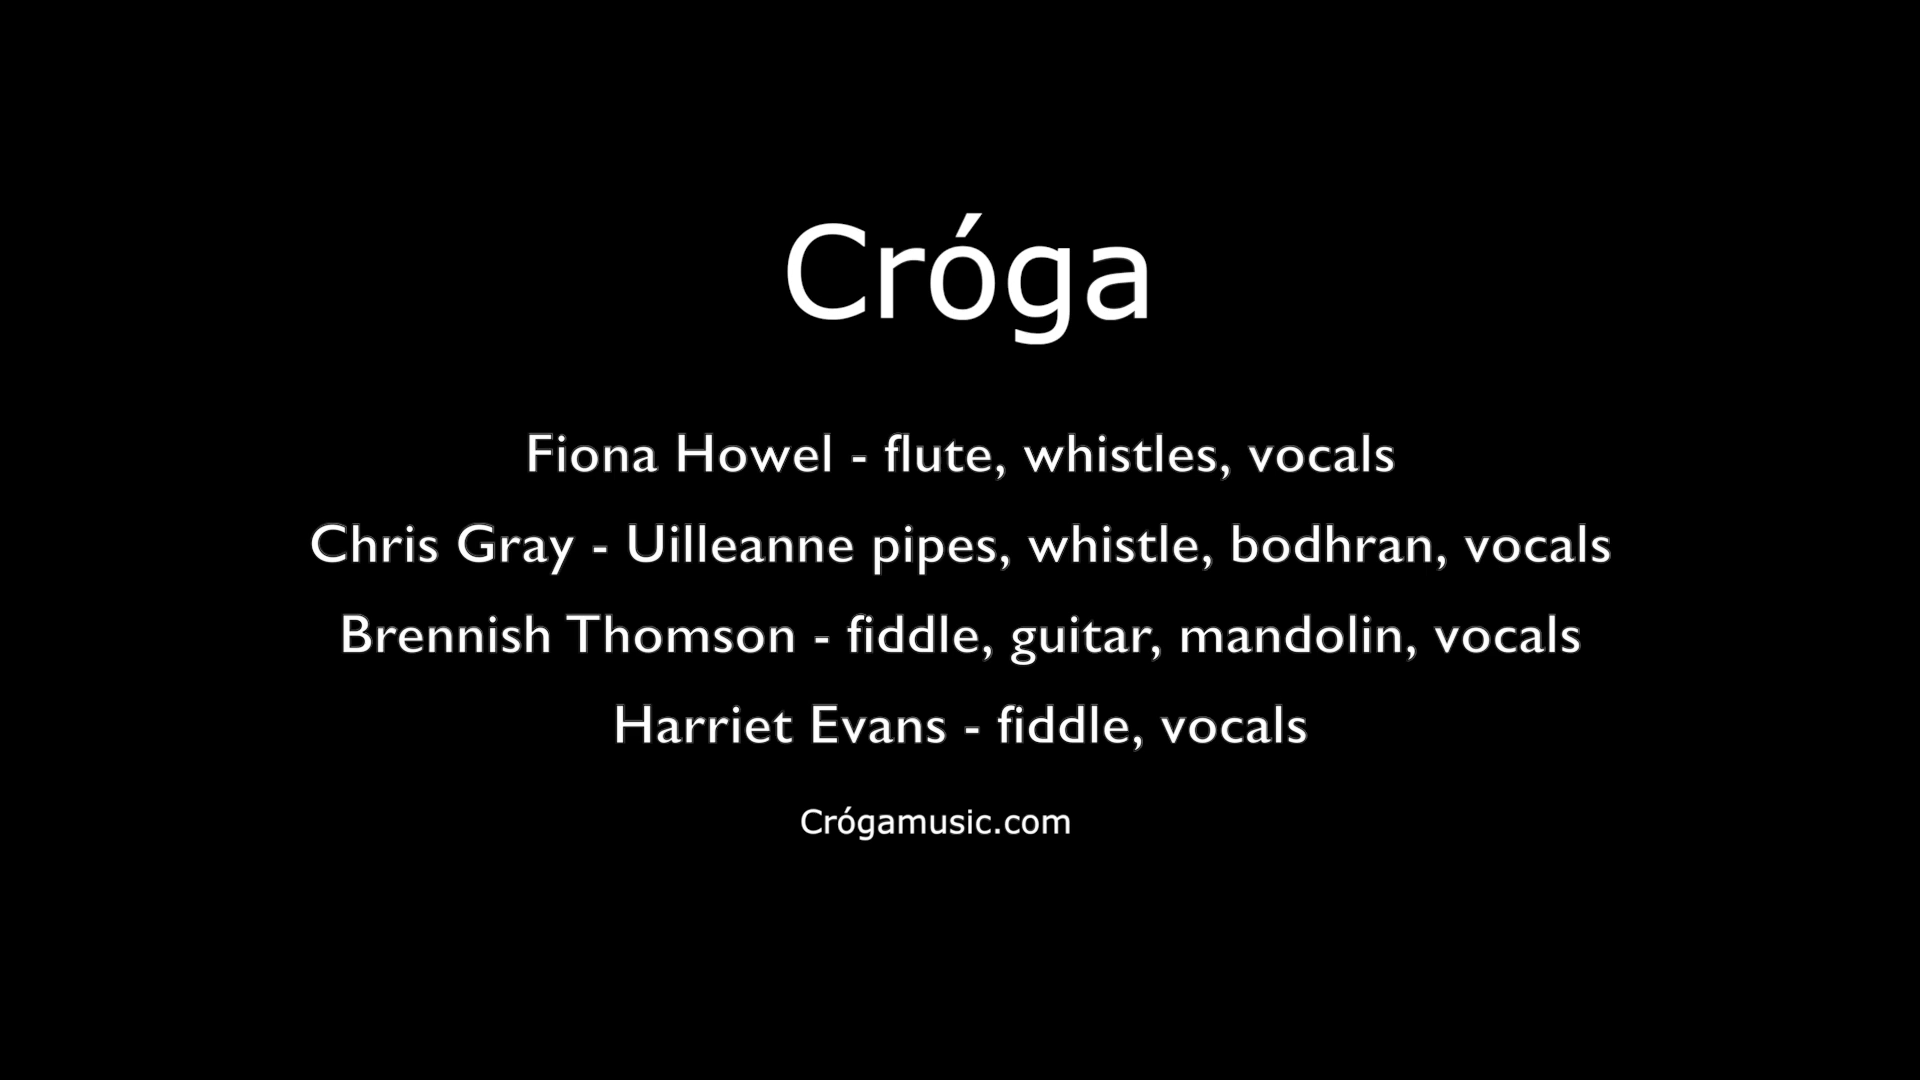 Cróga
Fiona Howel - flute, whistles, vocals
Chris Gray - Uilleanne pipes, whistle, bodhran, vocals
Brennish Thomson - fiddle, guitar, mandolin, vocals
Harriet Evans - fiddle, vocals
Crógamusic.com